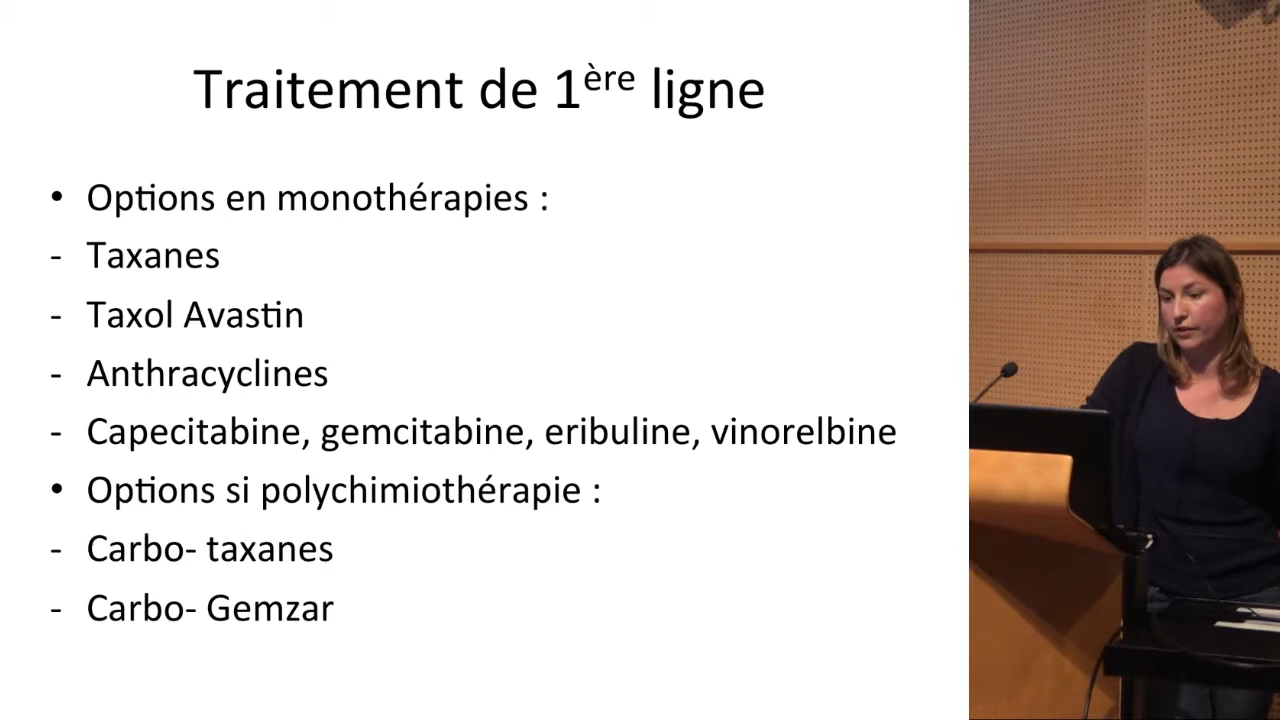 Traitement de 1ère ligne
• Options en monothérapies :
- Taxanes
- Taxol Avastin
- Anthracyclines
- Capecitabine, gemcitabine, eribuline, vinorelbine
• Options si polychimiothérapie :
- Carbo- taxanes
- Carbo- Gemzar